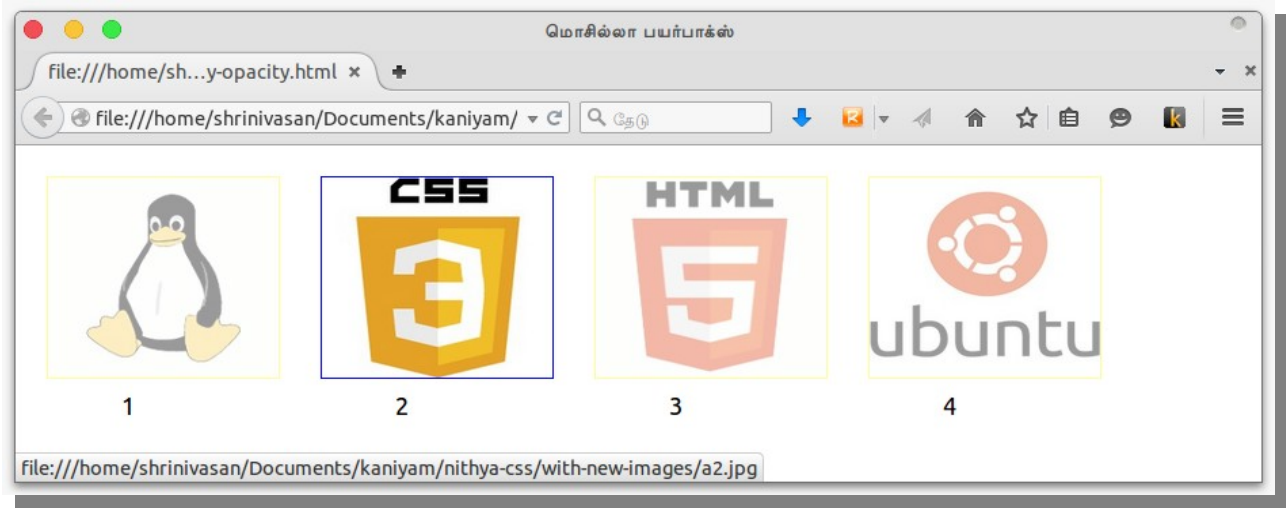 மொசில்லா பயர்பாக்ஸ்
file:///home/sh...y-opacity.html
file:///home/shrinivasan/Documents/kaniyam/
தேடு
k
CSS HTML
3 5
ubuntu
1 2 3 4
file:///home/shrinivasan/Documents/kaniyam/nithya-css/with-new-images/a2.jpg